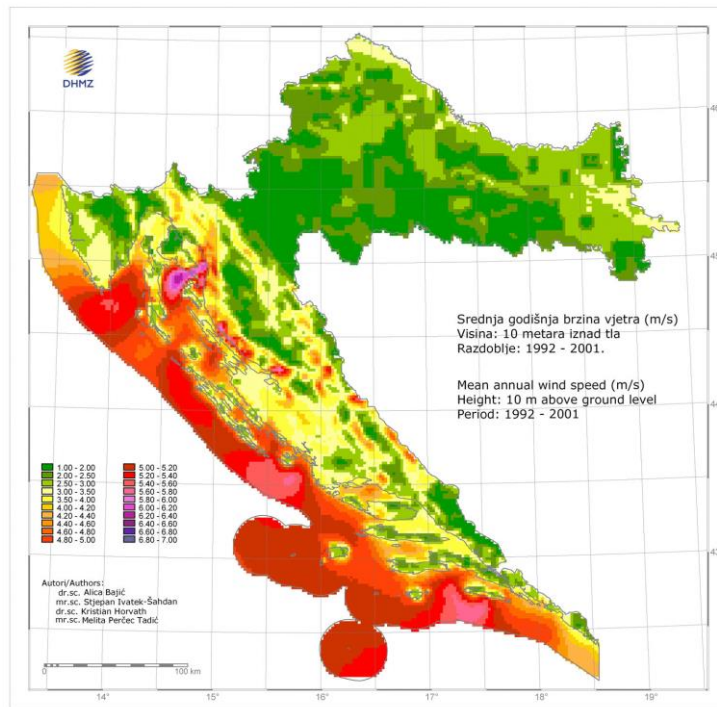 DHMZ
46
45
Srednja godišnja brzina vjetra (m/s)
Visina: 10 metara iznad tla
Razdoblje: 1992 - 2001.
Mean annual wind speed (m/s)
Height: 10 m above ground level
Period: 1992 - 2001
44
1.00 - 2.00 5.00 - 5.20
2.00 - 2.50 5.20 - 5.40
2.50 - 3.00 5.40 - 5.60
3.00 - 3.50 5.60 - 5.80
3.50 - 4.00 5.80 - 6.00
4.00 - 4.20 6.00 - 6.20
4.20 - 4.40 6.20 - 6.40
4.40 - 4.60 6.40 - 6.60
4.60 - 4.80 6.60 - 6.80
4.80 - 5.00 6.80 - 7.00
43
Autori/Authors:
dr.sc. Alica Bajić
mr.sc. Stjepan Ivatek-Šahdan
dr.sc. Kristian Horvath
mr.sc. Melita Perčec Tadić
0 100 km
14° 15° 16° 17° 18° 19°